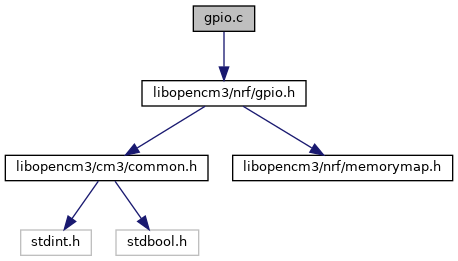 gpio.c
libopencm3/nrf/gpio.h
libopencm3/cm3/common.h
libopencm3/nrf/memorymap.h
stdint.h
stdbool.h